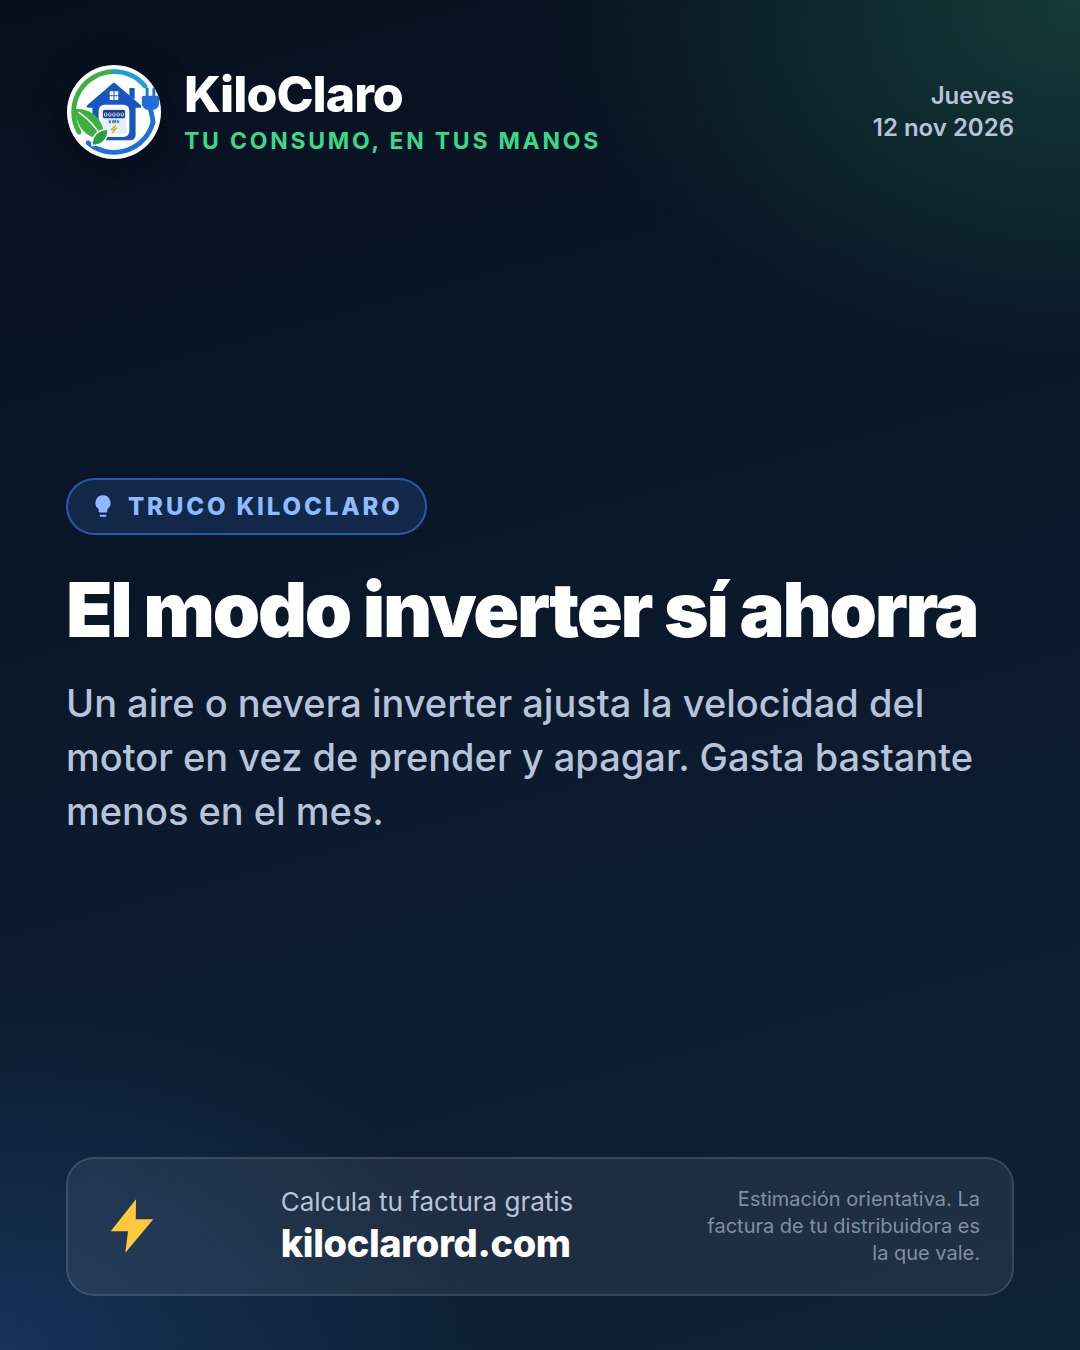 KiloClaro
TU CONSUMO, EN TUS MANOS
Jueves
12 nov 2026
TRUCO KILOCLARO
El modo inverter sí ahorra
Un aire o nevera inverter ajusta la velocidad del
motor en vez de prender y apagar. Gasta bastante
menos en el mes.
Calcula tu factura gratis
kiloclarord.com
Estimación orientativa. La
factura de tu distribuidora es
la que vale.